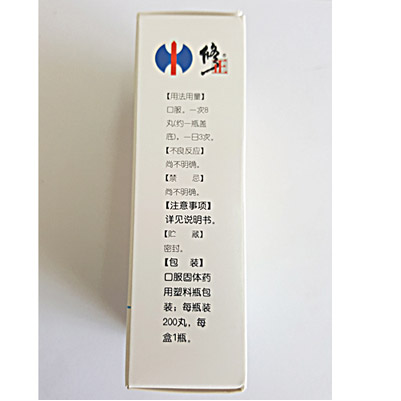 修正
【用法用量】
口服。一次8
丸(约一瓶盖
底)，一日3次。
【不良反应】
尚不明确。
【禁 忌】
尚不明确。
【注意事项】
详见说明书。
【贮 藏】
密封。
【包 装】
口服固体药
用塑料瓶包
装；每瓶装
200丸，每
盒1瓶。